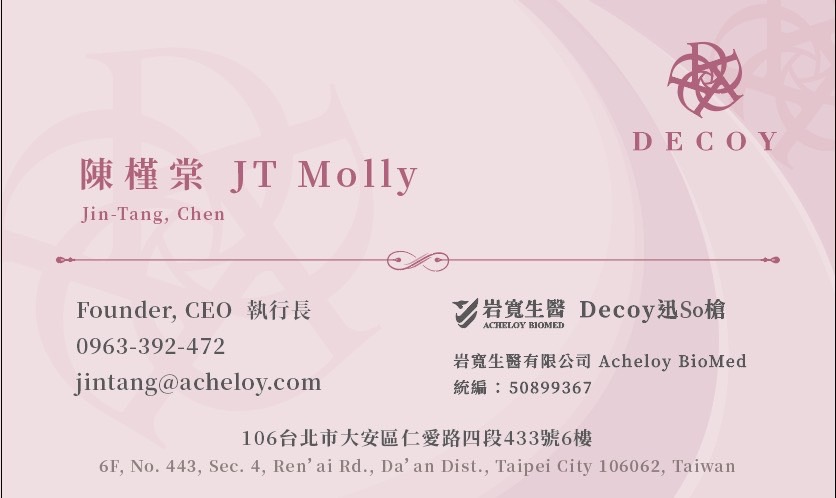 DECOY
陳槿棠 JT Molly
Jin-Tang, Chen
Founder, CEO 執行長
0963-392-472
jintang@acheloy.com
岩寬生醫 Decoy迅So槍
ACHELOY BIOMED
岩寬生醫有限公司 Acheloy BioMed
統編：50899367
106台北市大安區仁愛路四段433號6樓
6F, No. 443, Sec. 4, Ren’ai Rd., Da’an Dist., Taipei City 106062, Taiwan